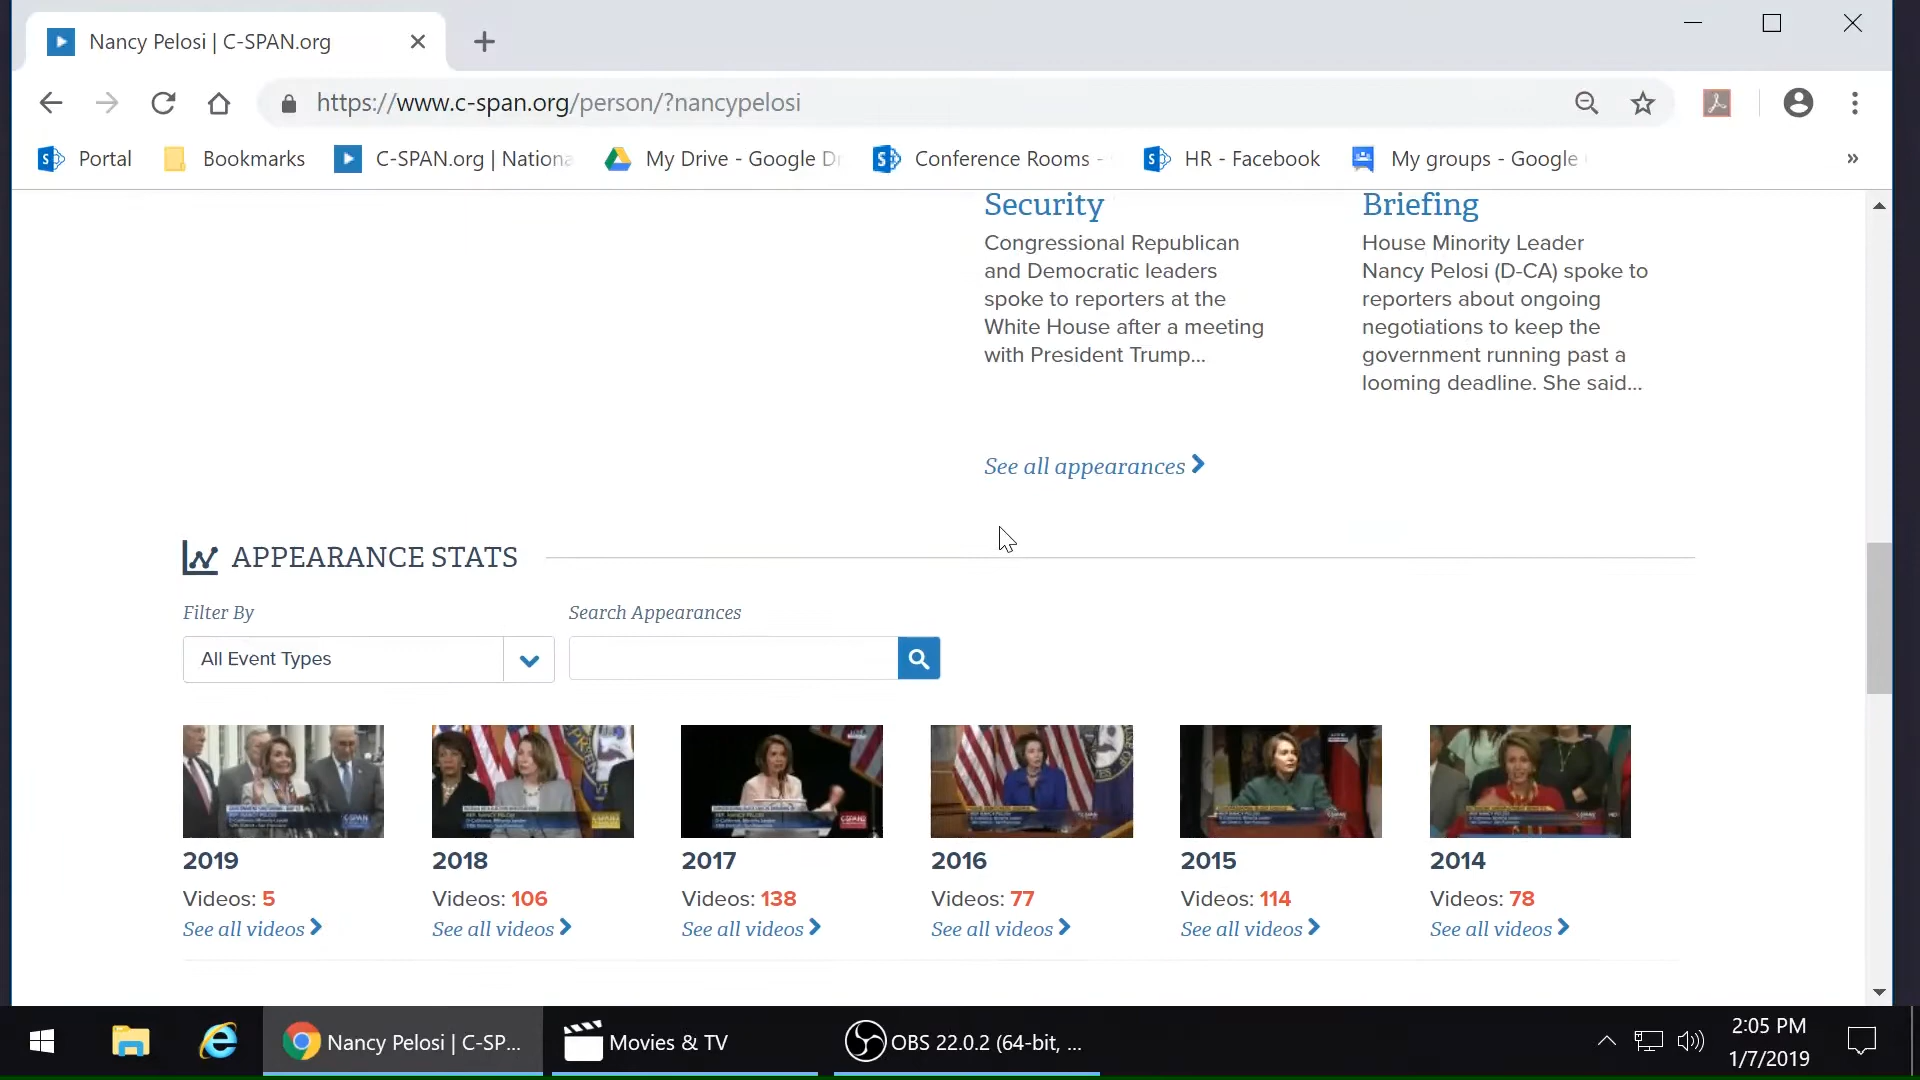 Nancy Pelosi | C-SPAN.org
https://www.c-span.org/person/?nancypelosi
Portal
Bookmarks
C-SPAN.org | Nationa
My Drive - Google Dr
Conference Rooms -
HR - Facebook
My groups - Google
»
Security
Congressional Republican
and Democratic leaders
spoke to reporters at the
White House after a meeting
with President Trump...
Briefing
House Minority Leader
Nancy Pelosi (D-CA) spoke to
reporters about ongoing
negotiations to keep the
government running past a
looming deadline. She said...
See all appearances
APPEARANCE STATS
Filter By
All Event Types
Search Appearances
2019
Videos: 5
See all videos
2018
Videos: 106
See all videos
2017
Videos: 138
See all videos
2016
Videos: 77
See all videos
2015
Videos: 114
See all videos
2014
Videos: 78
See all videos
Nancy Pelosi | C-SP...
Movies & TV
OBS 22.0.2 (64-bit, ...
2:05 PM
1/7/2019